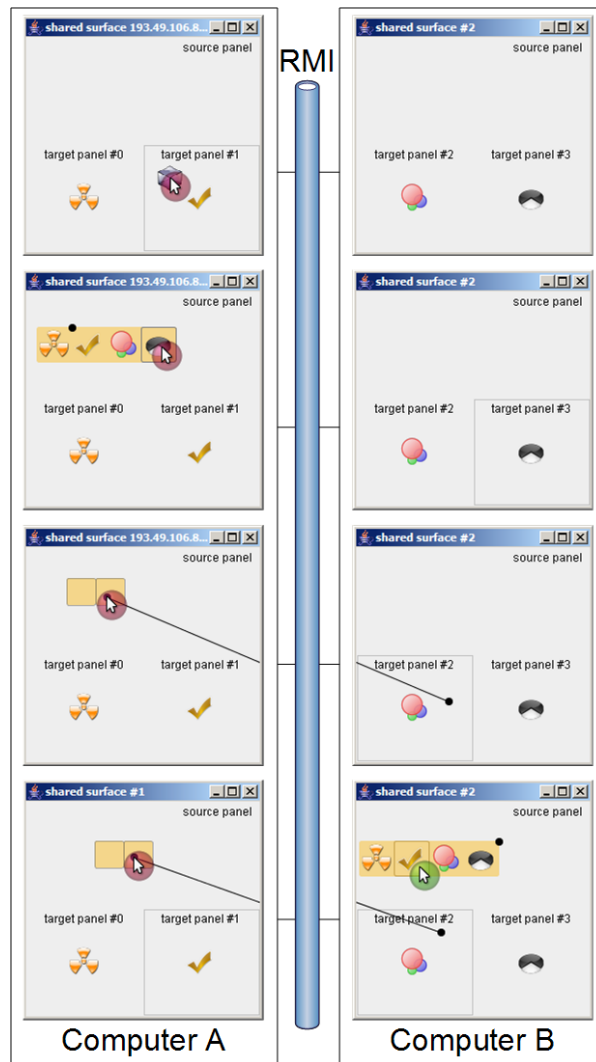 shared surface 193.49.106.8...
source panel
target panel #0 target panel #1
RMI
shared surface #2
source panel
target panel #2 target panel #3
shared surface 193.49.106.8...
source panel
target panel #0 target panel #1
shared surface #2
source panel
target panel #2 target panel #3
shared surface 193.49.106.8...
source panel
target panel #0 target panel #1
shared surface #2
source panel
target panel #2 target panel #3
shared surface #1
source panel
target panel #0 target panel #1
shared surface #2
source panel
target panel #2 target panel #3
Computer A
Computer B